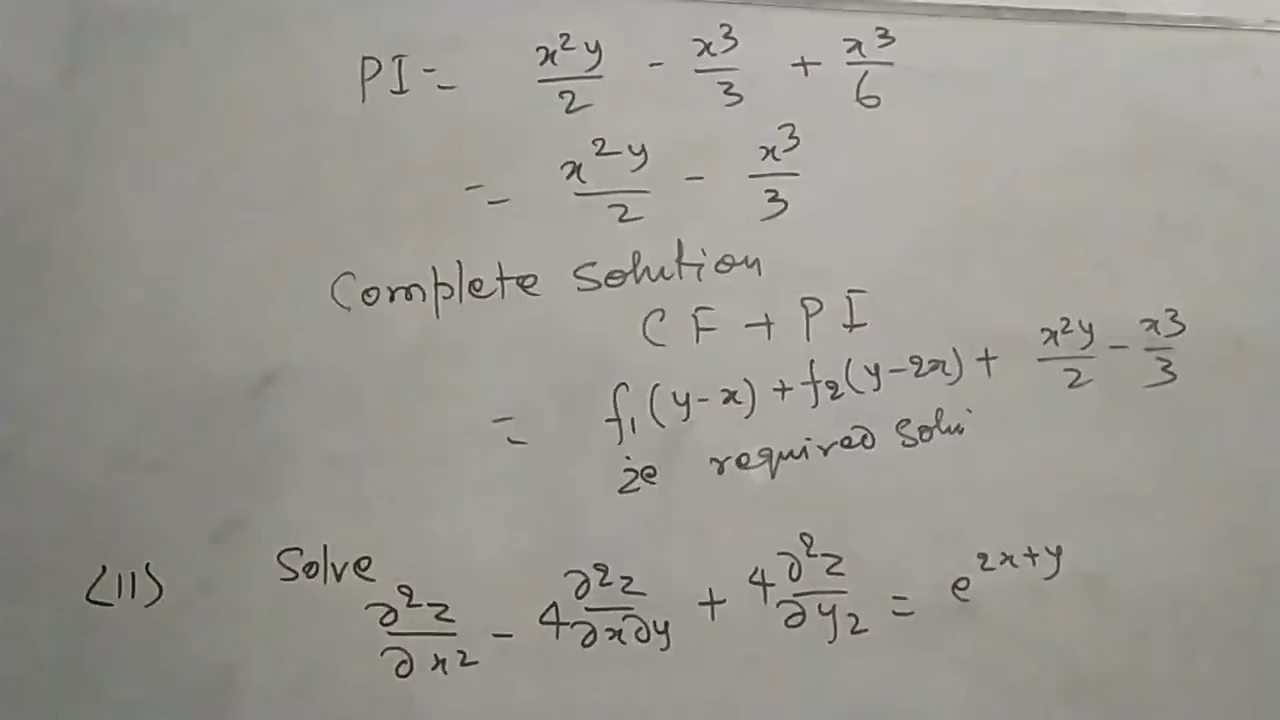 PI = x²y/2 - x³/3 + x³/6
= x²y/2 - x³/3
Complete Solution
CF + PI
= f₁(y-x) + f₂(y-2x) + x²y/2 - x³/3
ie required Solu
(11) Solve
∂²z/∂x² - 4∂²z/∂x∂y + 4∂²z/∂y2 = e^(2x+y)